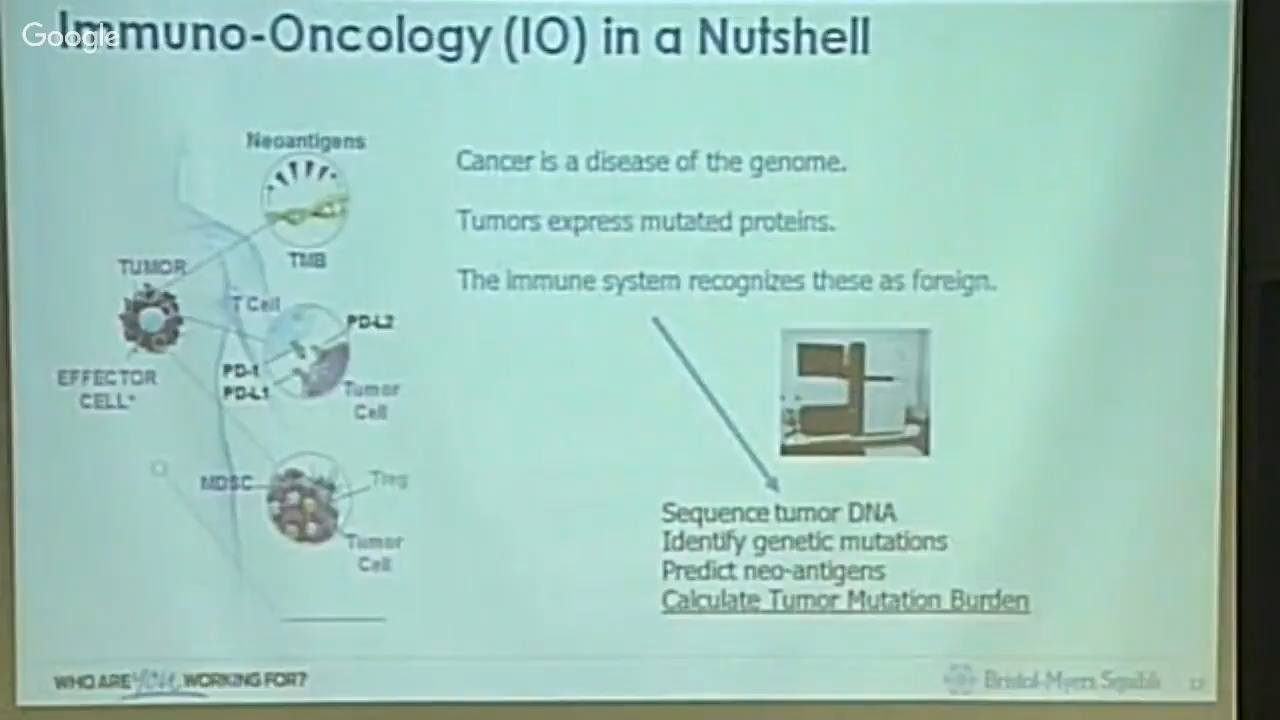 Google
Immuno-Oncology (IO) in a Nutshell
Neoantigens
TMB
TUMOR
T Cell
PD-L2
PD-1
PD-L1
Tumor
Cell
EFFECTOR
CELL*
MDSC
Treg
Tumor
Cell
Cancer is a disease of the genome.
Tumors express mutated proteins.
The immune system recognizes these as foreign.
Sequence tumor DNA
Identify genetic mutations
Predict neo-antigens
Calculate Tumor Mutation Burden
WHO ARE YOU WORKING FOR?
Bristol-Myers Squibb